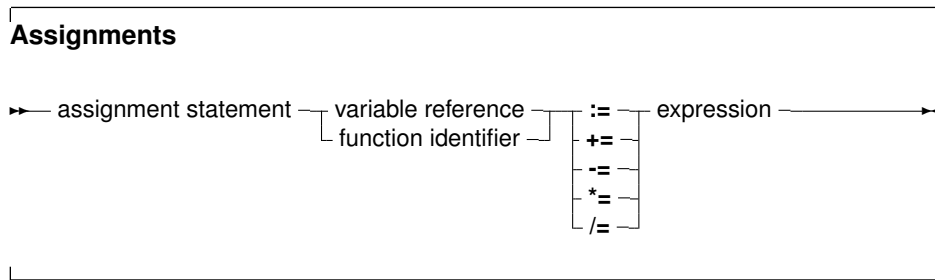 Assignments
assignment statement variable reference := expression
function identifier +=
-=
*=
/=